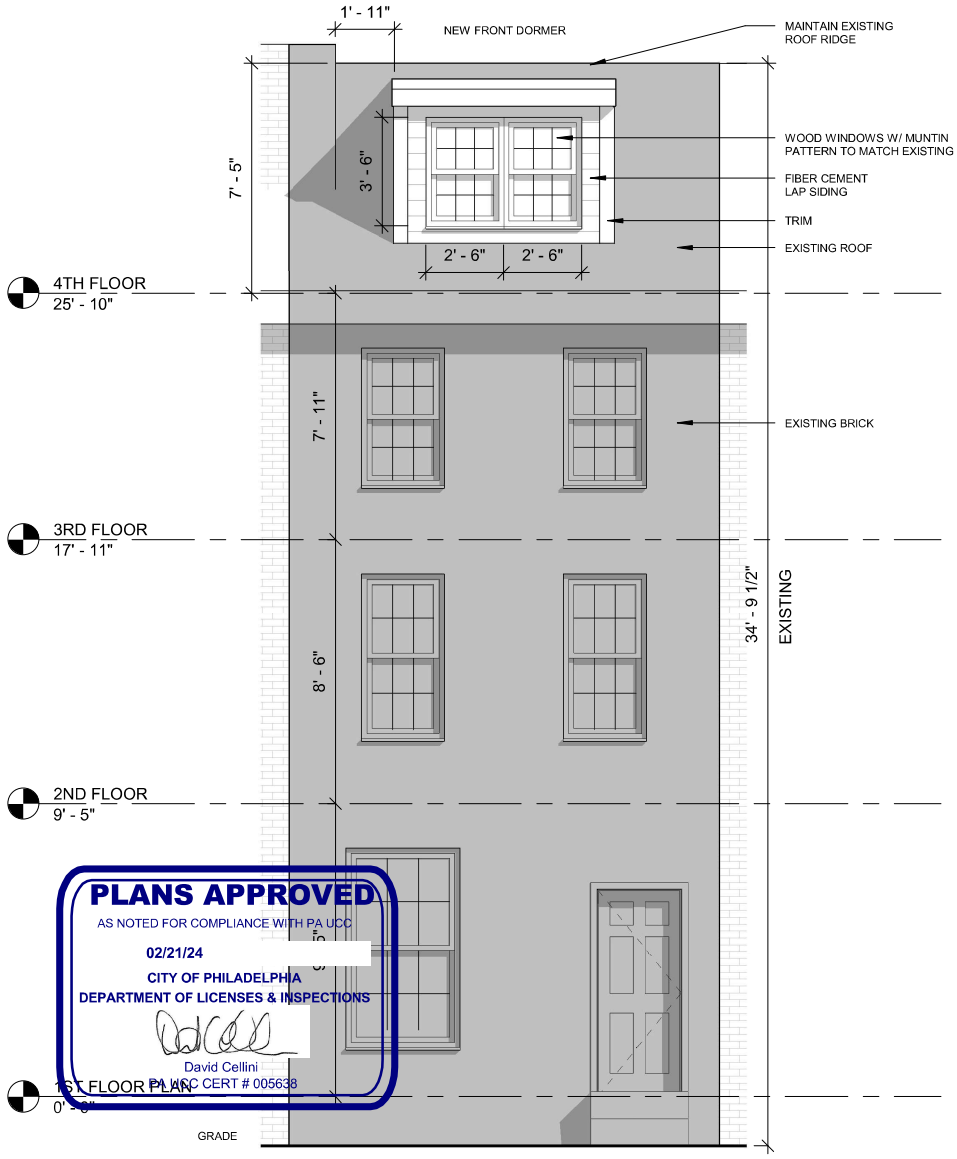 1' - 11"
NEW FRONT DORMER
MAINTAIN EXISTING
ROOF RIDGE
7' - 5"
3' - 6"
WOOD WINDOWS W/ MUNTIN
PATTERN TO MATCH EXISTING
FIBER CEMENT
LAP SIDING
TRIM
EXISTING ROOF
2' - 6"
2' - 6"
4TH FLOOR
25' - 10"
7' - 11"
EXISTING BRICK
3RD FLOOR
17' - 11"
34' - 9 1/2"
EXISTING
8' - 6"
2ND FLOOR
9' - 5"
PLANS APPROVED
AS NOTED FOR COMPLIANCE WITH PA UCC
02/21/24
CITY OF PHILADELPHIA
DEPARTMENT OF LICENSES & INSPECTIONS
David Cellini
PA UCC CERT # 005638
1ST FLOOR PLAN
0' - 0"
GRADE